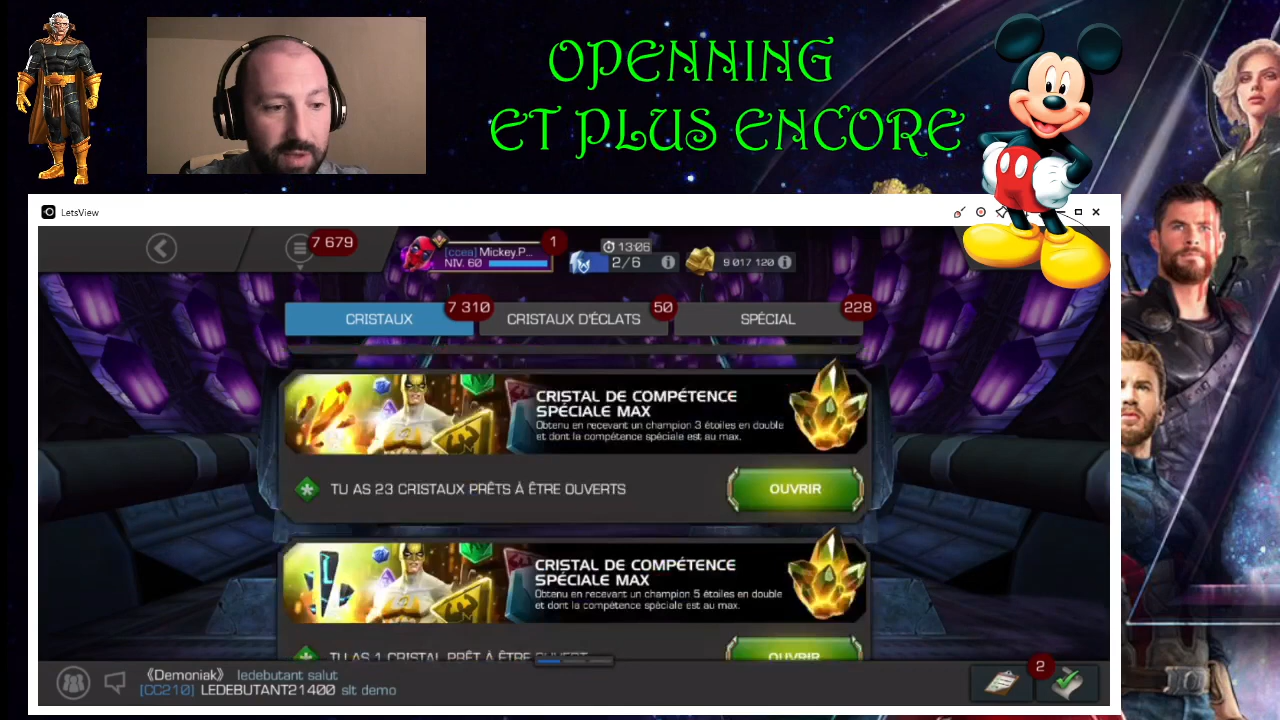 OPENNING
ET PLUS ENCORE
LetsView
7 679
[ccea] Mickey.P...
NIV. 60
1
13:06
2/6
9 017 120
CRISTAUX
7 310
CRISTAUX D'ÉCLATS
50
SPÉCIAL
228
CRISTAL DE COMPÉTENCE
SPÉCIALE MAX
Obtenu en recevant un champion 3 étoiles en double
et dont la compétence spéciale est au max.
TU AS 23 CRISTAUX PRÊTS À ÊTRE OUVERTS
OUVRIR
CRISTAL DE COMPÉTENCE
SPÉCIALE MAX
Obtenu en recevant un champion 5 étoiles en double
et dont la compétence spéciale est au max.
TU AS 1 CRISTAL PRÊT À ÊTRE OUVERT
OUVRIR
《Demoniak》 ledebutant salut
[CC210] LEDEBUTANT21400 slt demo
2